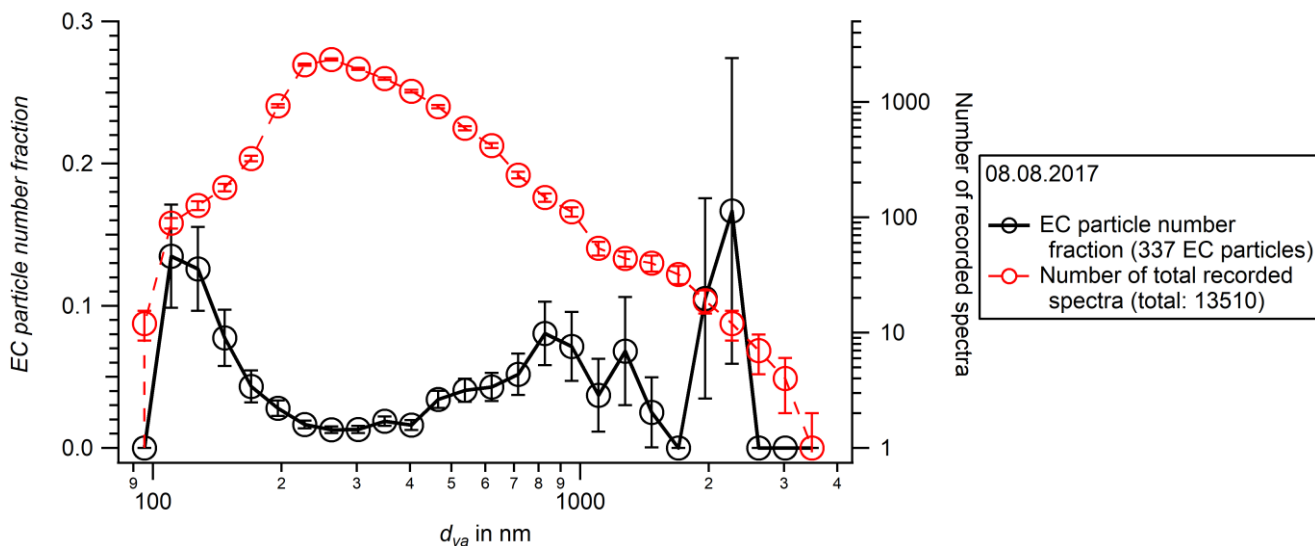 0.3
0.2
0.1
0.0
EC particle number fraction
1000
100
10
1
Number of recorded spectra
9 2 3 4 5 6 7 8 9 2 3 4
100 1000
dva in nm
08.08.2017
EC particle number
fraction (337 EC particles)
Number of total recorded
spectra (total: 13510)